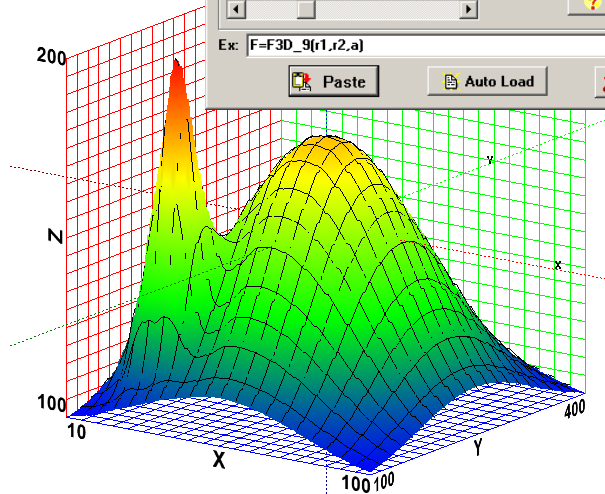 ?
Ex: F=F3D_9(r1,r2,a)
Paste Auto Load
200
Y
Z
X
100
10
400
X
Y
100 100